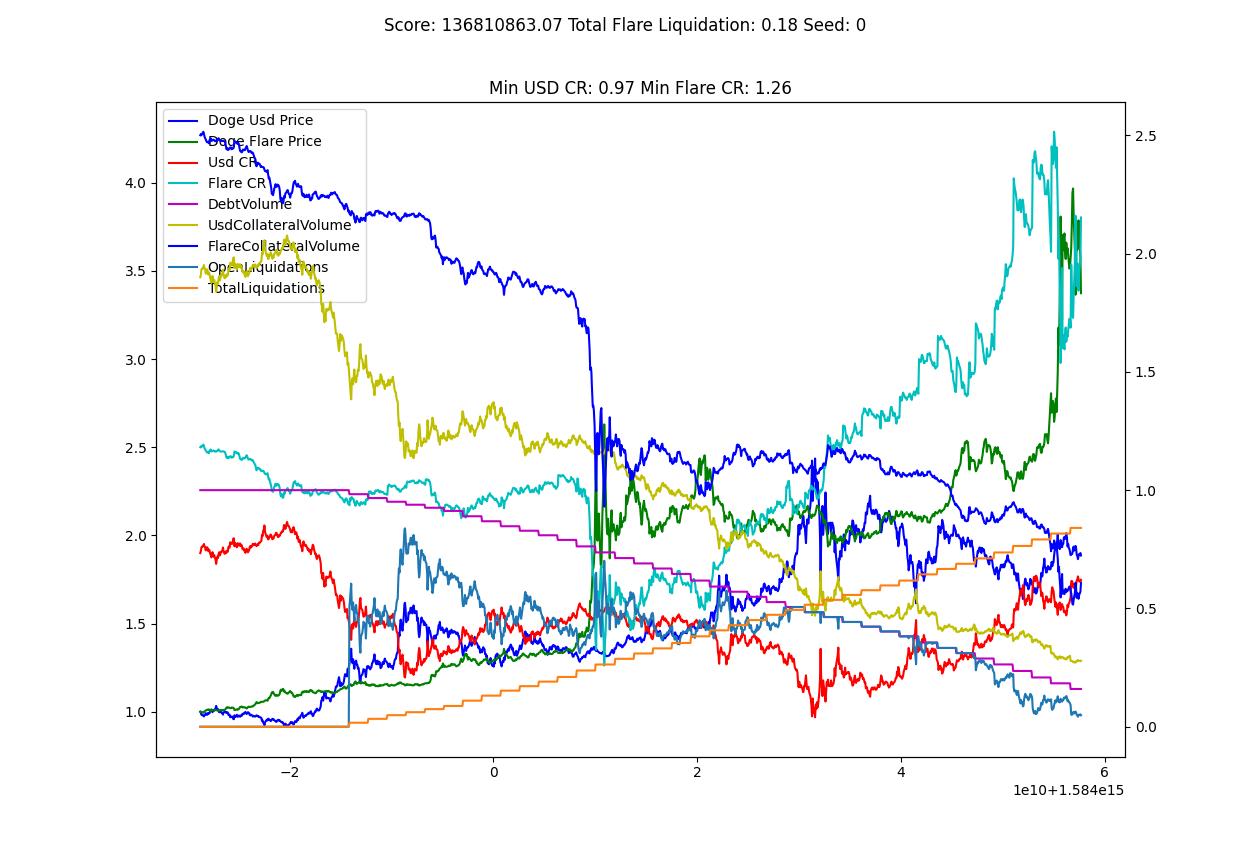 Score: 136810863.07 Total Flare Liquidation: 0.18 Seed: 0
Min USD CR: 0.97 Min Flare CR: 1.26
Doge Usd Price
Doge Flare Price
Usd CR
Flare CR
DebtVolume
UsdCollateralVolume
FlareCollateralVolume
OpenLiquidations
TotalLiquidations
4.0
3.5
3.0
2.5
2.0
1.5
1.0
2.5
2.0
1.5
1.0
0.5
0.0
−2 0 2 4 6
1e10+1.584e15